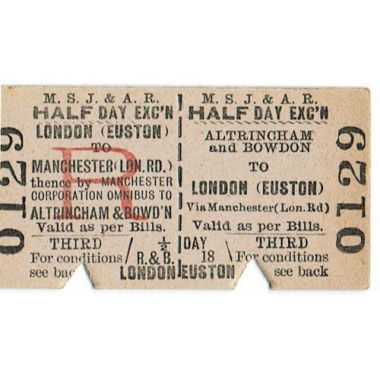 M. S. J. & A. R.
HALF DAY EXC'N
LONDON (EUSTON)
TO
MANCHESTER (LON. RD.)
thence by MANCHESTER
CORPORATION OMNIBUS TO
ALTRINCHAM & BOWD'N
Valid as per Bills.
THIRD
For conditions
see back
½
R. & B.
R
0129
M. S. J. & A. R.
HALF DAY EXC'N
ALTRINCHAM
and BOWDON
TO
LONDON (EUSTON)
Via Manchester (Lon. Rd)
Valid as per Bills.
DAY
18
THIRD
For conditions
see back
LONDON EUSTON
0129